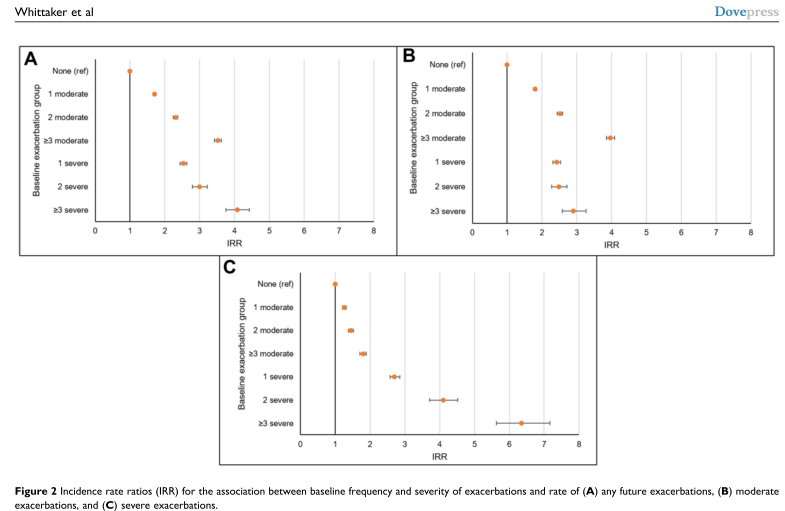 Whittaker et al
Dovepress
A
Baseline exacerbation group
None (ref)
1 moderate
2 moderate
≥3 moderate
1 severe
2 severe
≥3 severe
0 1 2 3 4 5 6 7 8
IRR
B
Baseline exacerbation group
None (ref)
1 moderate
2 moderate
≥3 moderate
1 severe
2 severe
≥3 severe
0 1 2 3 4 5 6 7 8
IRR
C
Baseline exacerbation group
None (ref)
1 moderate
2 moderate
≥3 moderate
1 severe
2 severe
≥3 severe
0 1 2 3 4 5 6 7 8
IRR
Figure 2 Incidence rate ratios (IRR) for the association between baseline frequency and severity of exacerbations and rate of (A) any future exacerbations, (B) moderate
exacerbations, and (C) severe exacerbations.